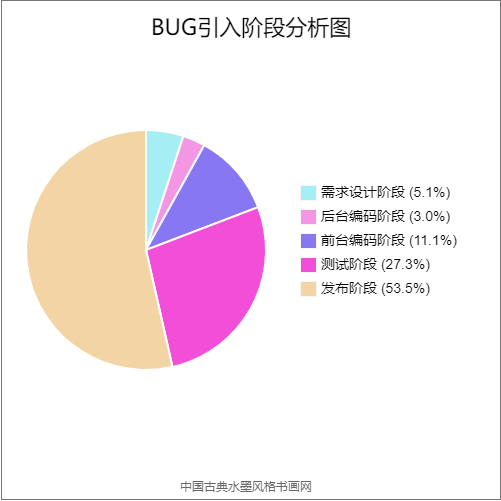 BUG引入阶段分析图
需求设计阶段 (5.1%)
后台编码阶段 (3.0%)
前台编码阶段 (11.1%)
测试阶段 (27.3%)
发布阶段 (53.5%)
中国古典水墨风格书画网